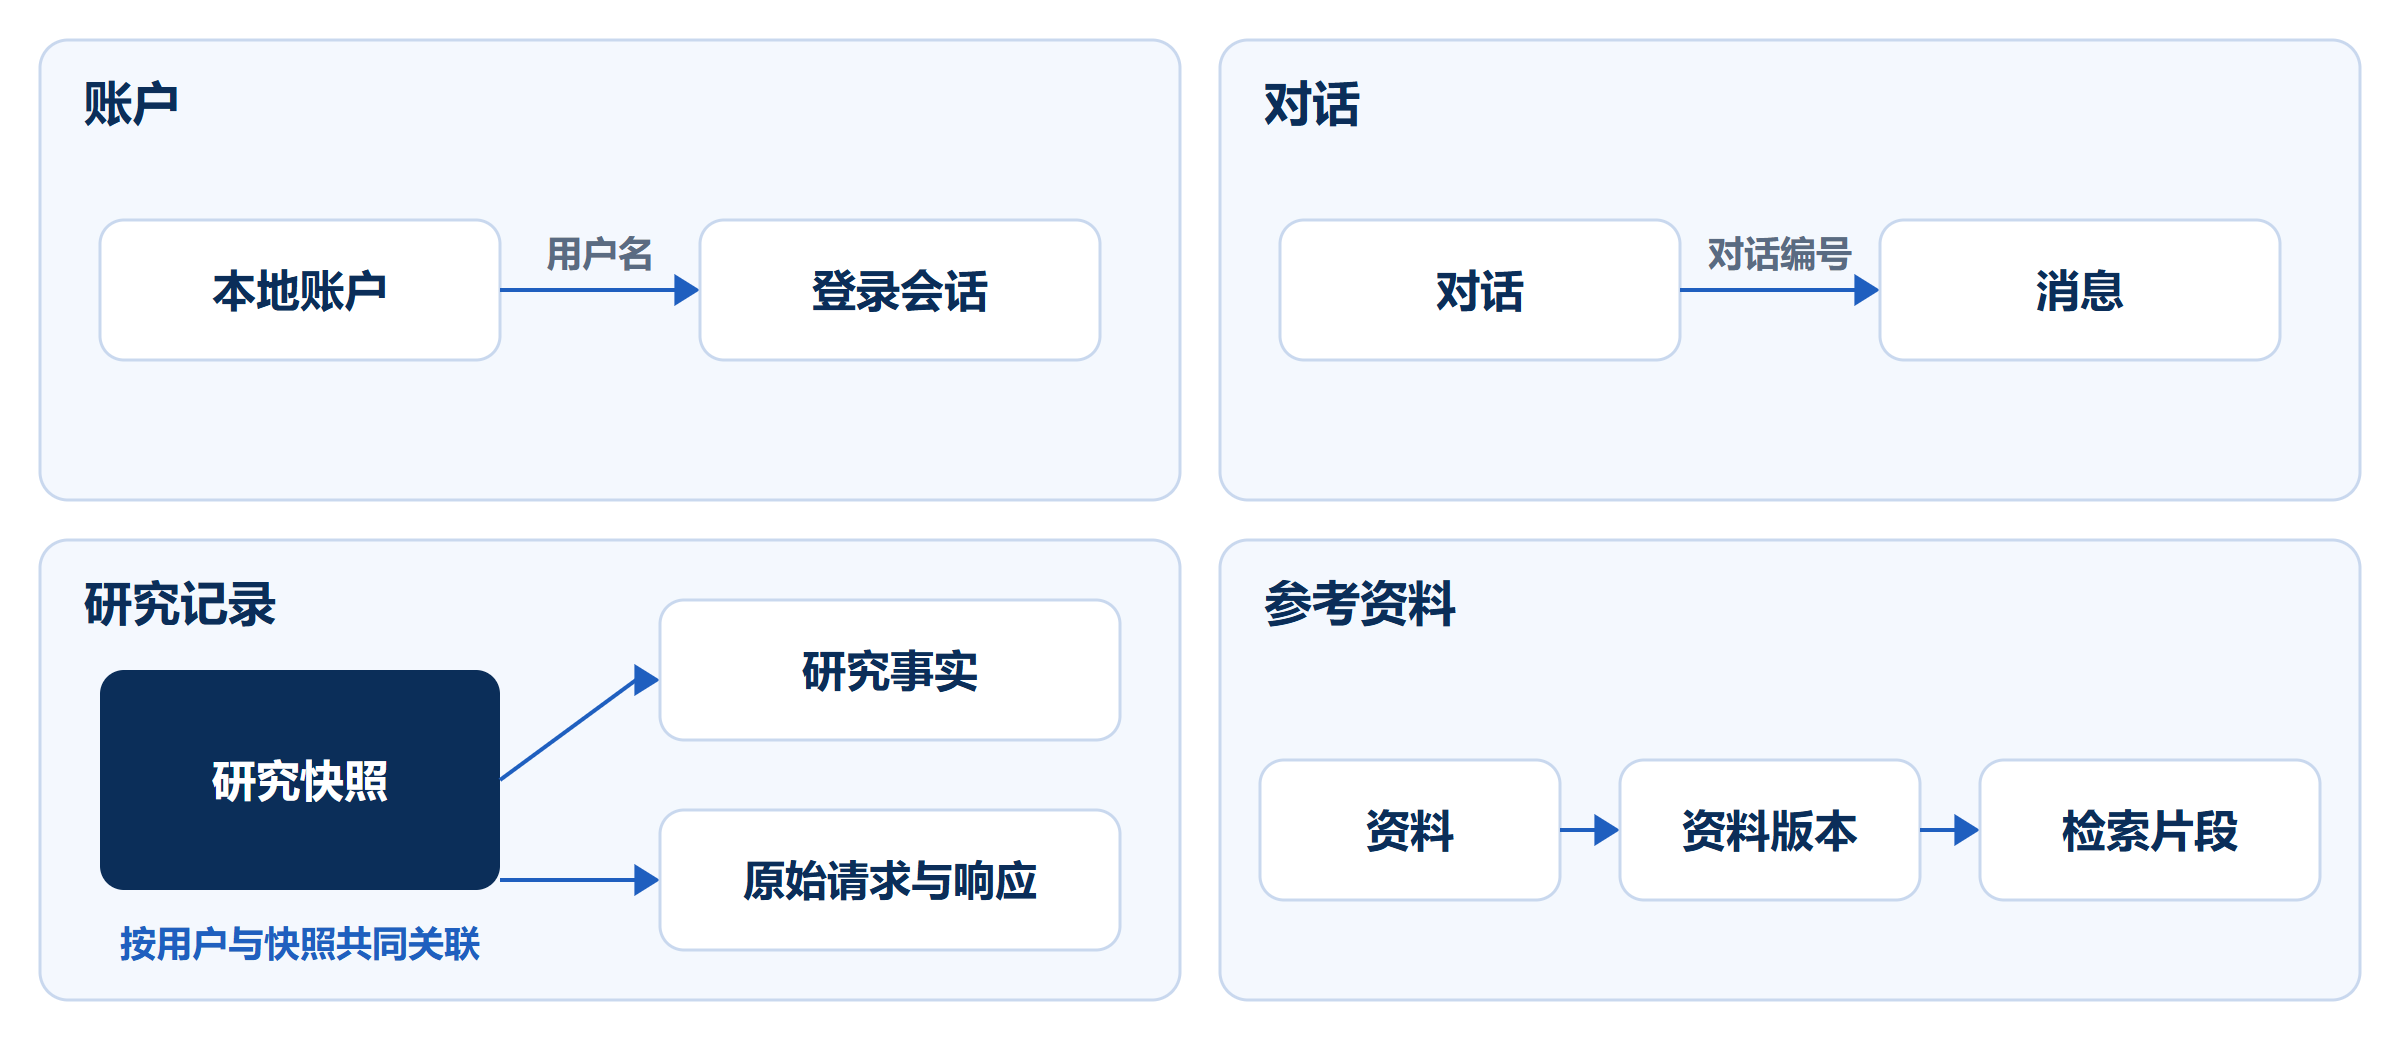 账户
本地账户
用户名
登录会话
对话
对话
对话编号
消息
研究记录
研究快照
按用户与快照共同关联
研究事实
原始请求与响应
参考资料
资料
资料版本
检索片段